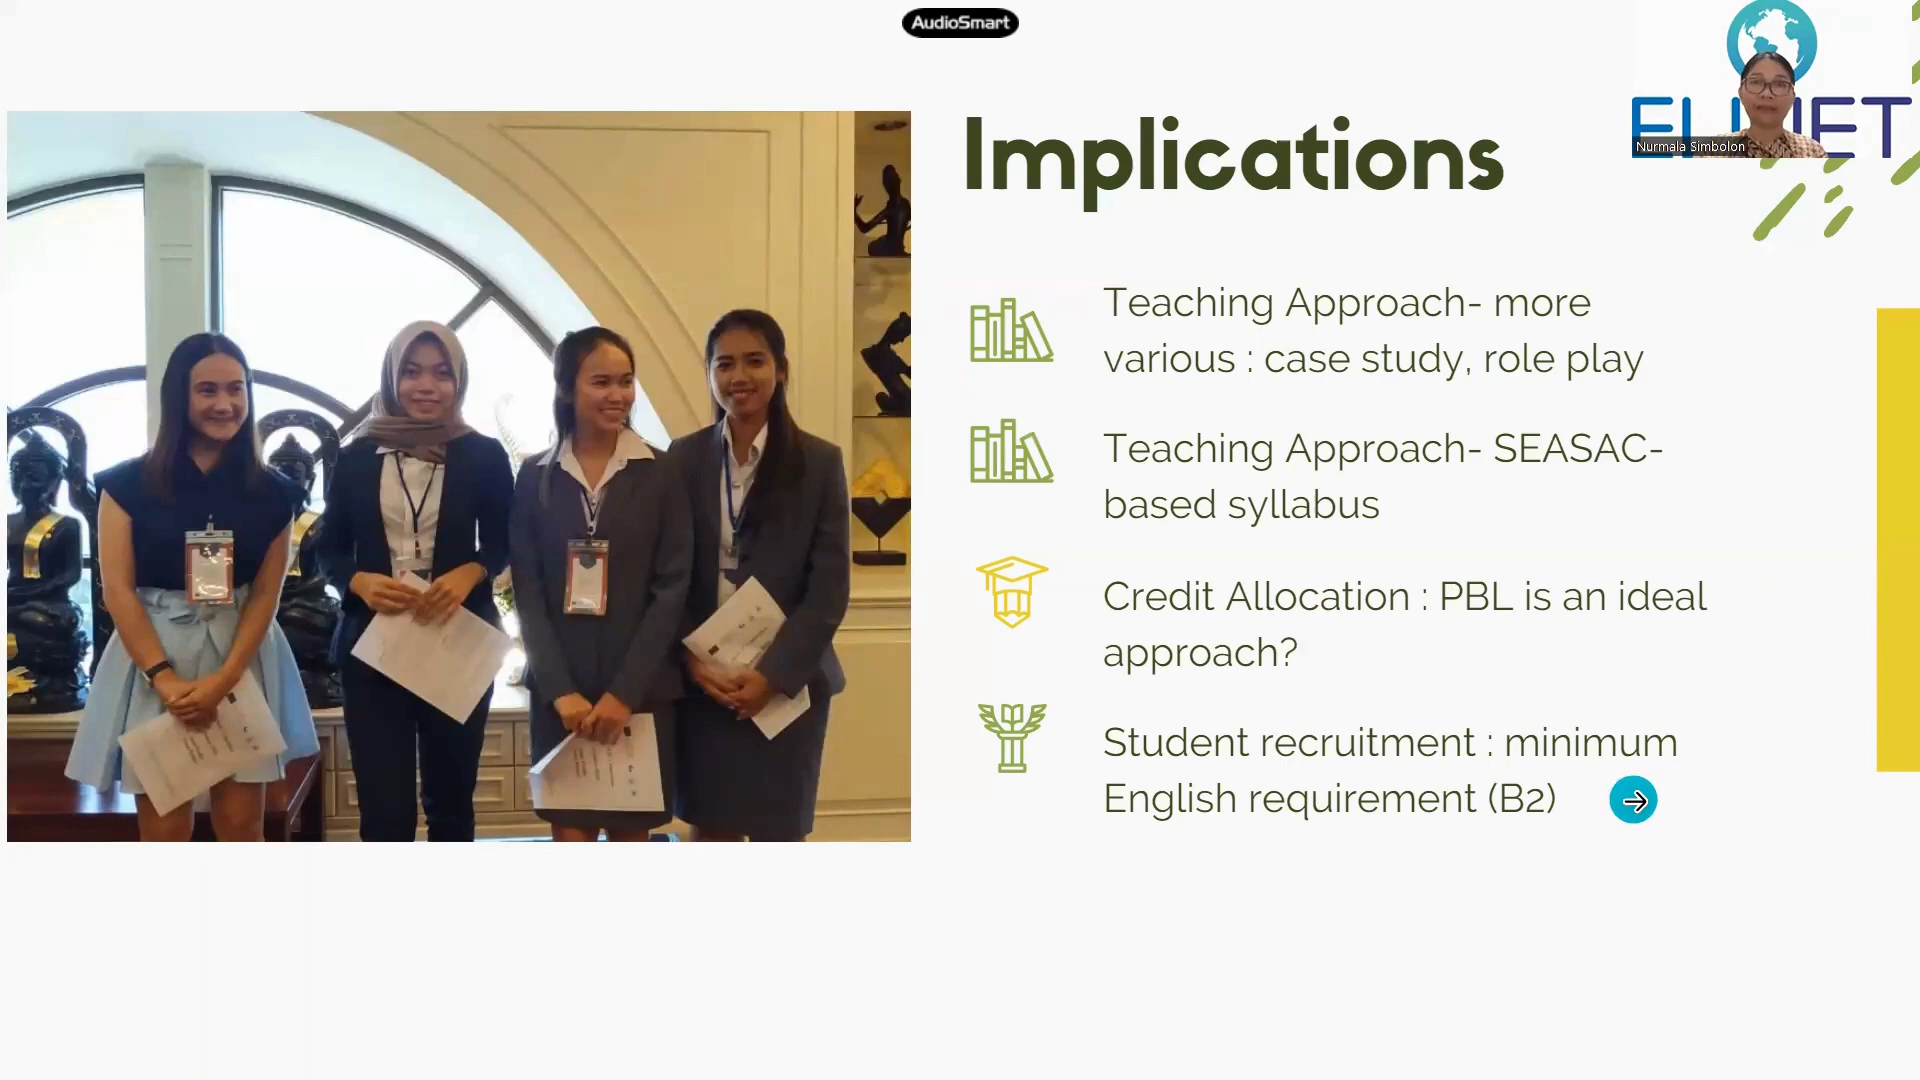 AudioSmart
Nurmala Simbolon
Implications
Teaching Approach- more
various : case study, role play
Teaching Approach- SEASAC-
based syllabus
Credit Allocation : PBL is an ideal
approach?
Student recruitment : minimum
English requirement (B2)